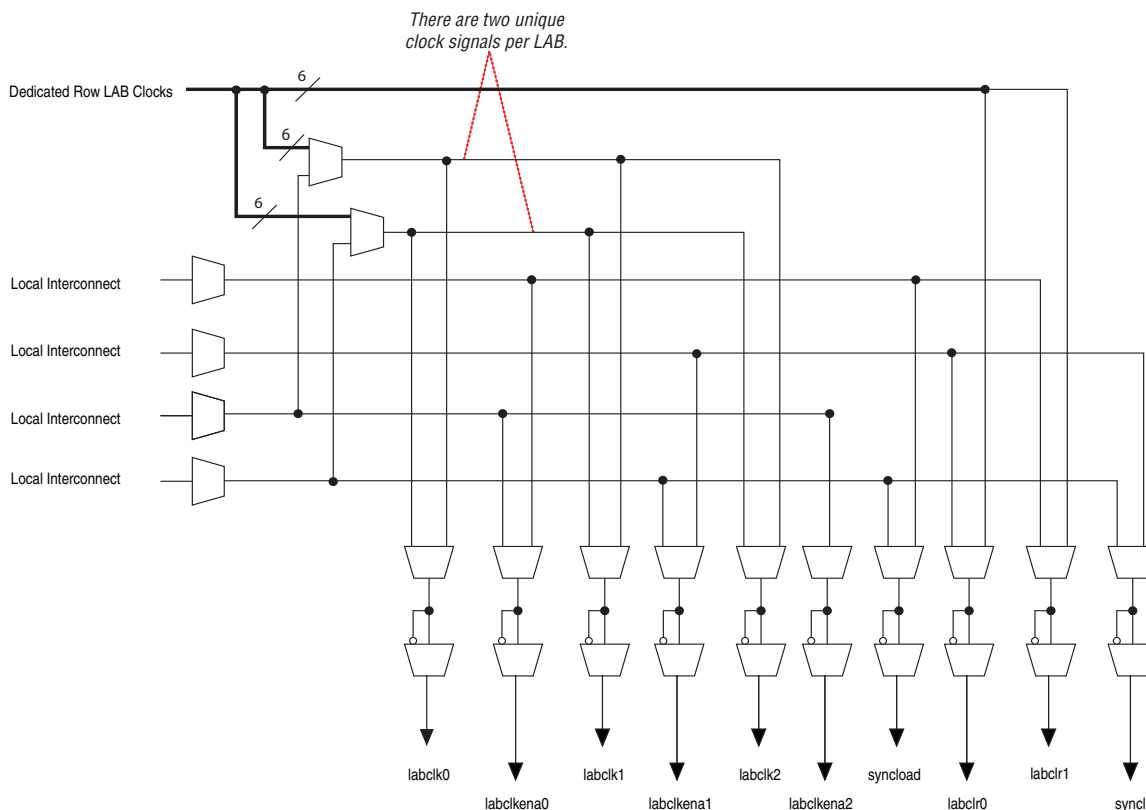 There are two unique
clock signals per LAB.
6
Dedicated Row LAB Clocks
6
6
Local Interconnect
Local Interconnect
Local Interconnect
Local Interconnect
labclk0
labclk1
labclk2
syncload
labclr1
labclkena0
labclkena1
labclkena2
labclr0
syncl